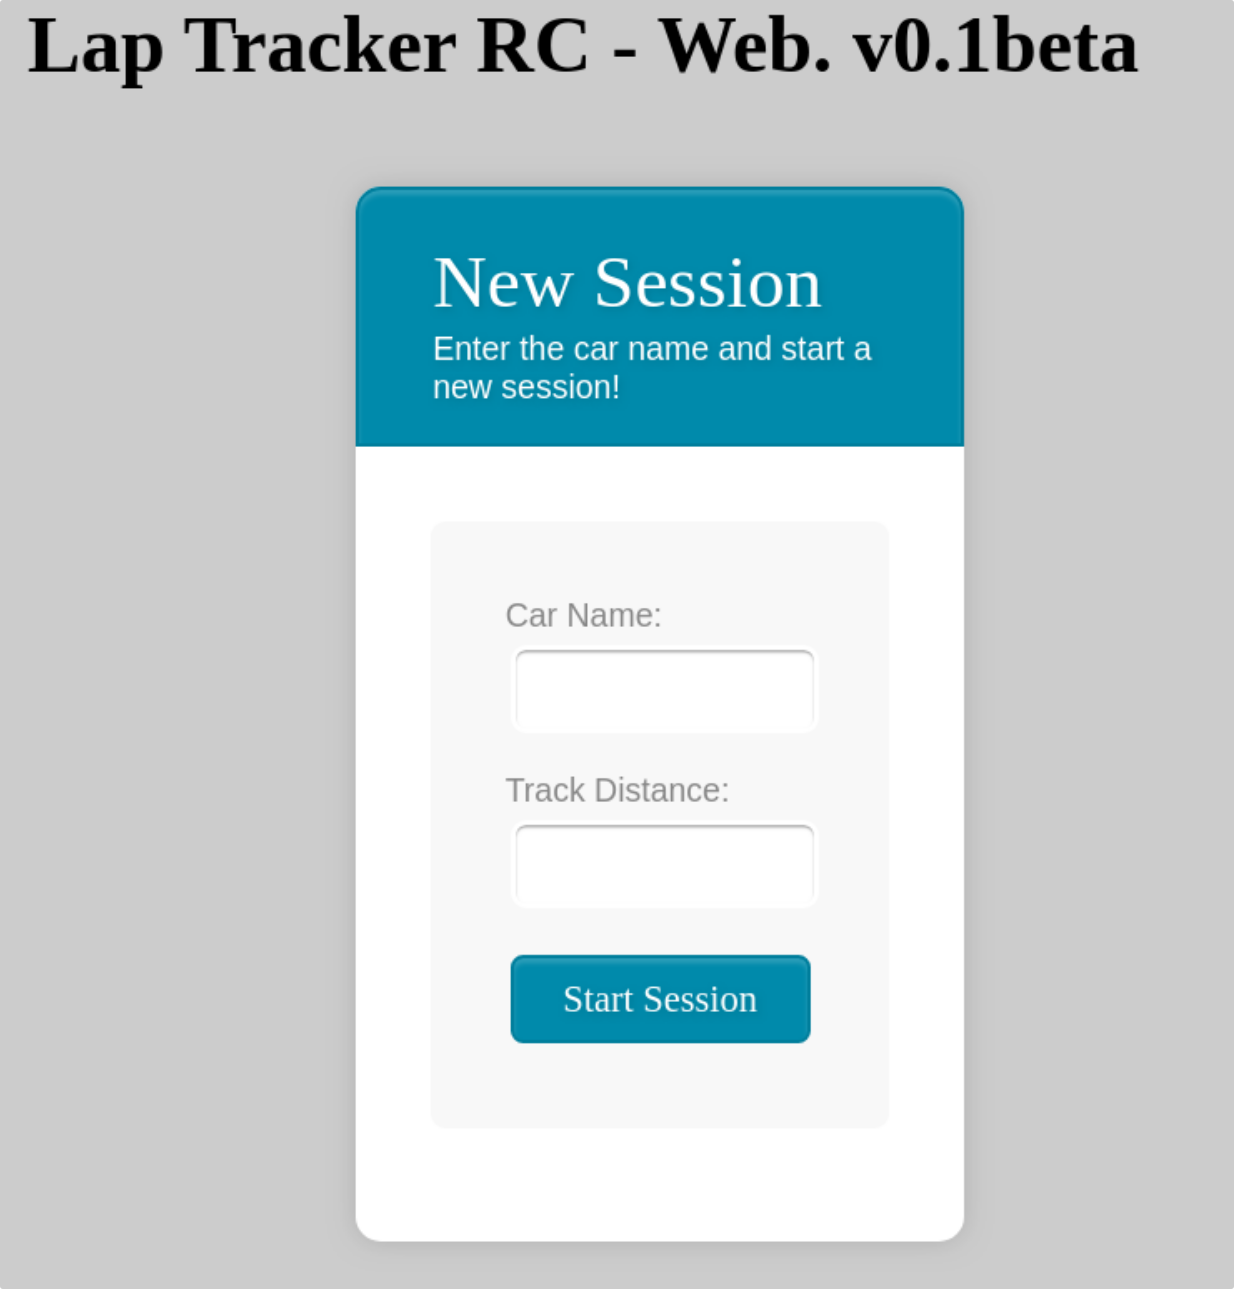 Lap Tracker RC - Web. v0.1beta
New Session
Enter the car name and start a
new session!
Car Name:
Track Distance:
Start Session